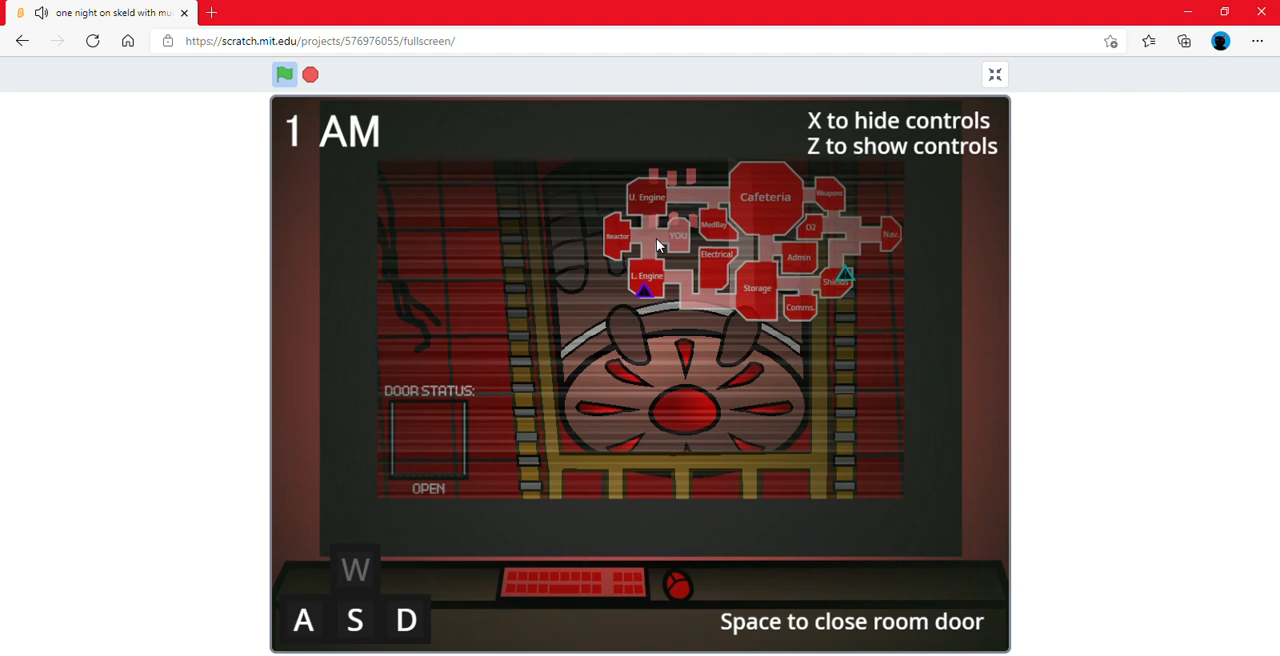 one night on skeld with mu
https://scratch.mit.edu/projects/576976055/fullscreen/
1 AM
X to hide controls
Z to show controls
U. Engine
Cafeteria
Weapons
Reactor
YOU
MedBay
O2
Nav.
Electrical
Admin
L. Engine
Storage
Shields
Comms.
DOOR STATUS:
OPEN
W
A S D
Space to close room door